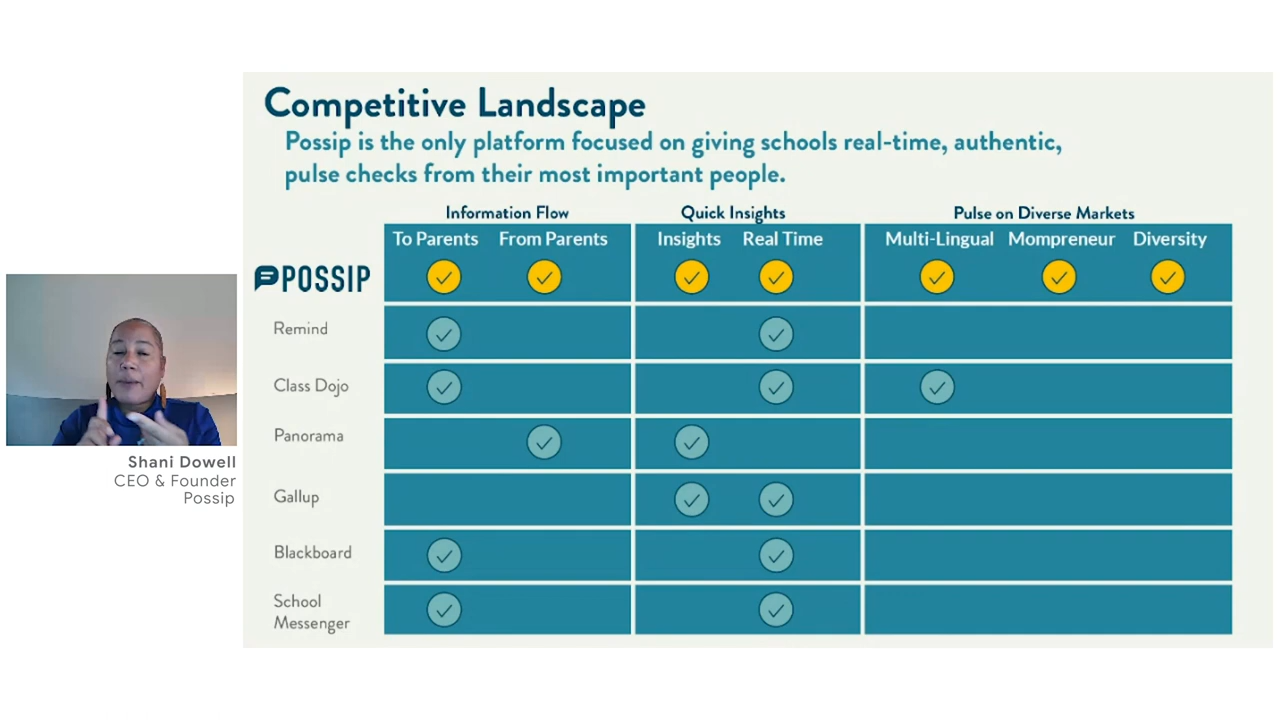 Competitive Landscape
Possip is the only platform focused on giving schools real-time, authentic,
pulse checks from their most important people.
Information Flow Quick Insights Pulse on Diverse Markets
To Parents From Parents Insights Real Time Multi-Lingual Mompreneur Diversity
POSSIP
Remind
Class Dojo
Panorama
Gallup
Blackboard
School
Messenger
Shani Dowell
CEO & Founder
Possip